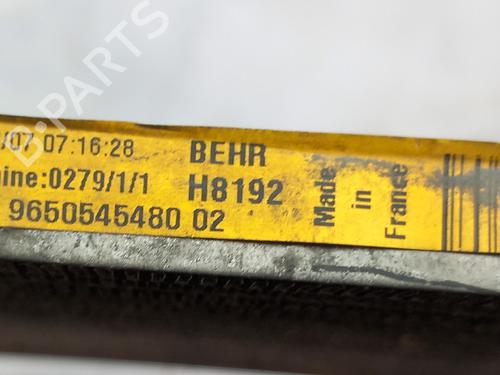 /07 07:16:28 BEHR
ine:0279/1/1 H8192
9650545480 02
Made
in
France
B-PARTS